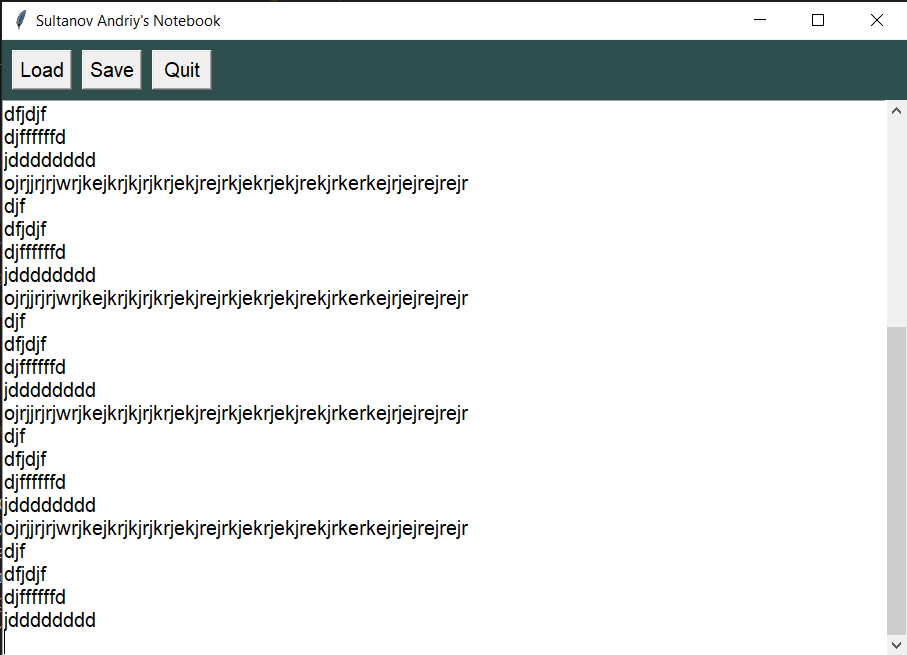 Sultanov Andriy's Notebook
Load Save Quit
dfjdjf
djffffffd
jdddddddd
ojrjjrjrjwrjkejkrjkjrjkrjekjrejrkjekrjekjrekjrkerkejrjejrejrejr
djf
dfjdjf
djffffffd
jdddddddd
ojrjjrjrjwrjkejkrjkjrjkrjekjrejrkjekrjekjrekjrkerkejrjejrejrejr
djf
dfjdjf
djffffffd
jdddddddd
ojrjjrjrjwrjkejkrjkjrjkrjekjrejrkjekrjekjrekjrkerkejrjejrejrejr
djf
dfjdjf
djffffffd
jdddddddd
ojrjjrjrjwrjkejkrjkjrjkrjekjrejrkjekrjekjrekjrkerkejrjejrejrejr
djf
dfjdjf
djffffffd
jdddddddd